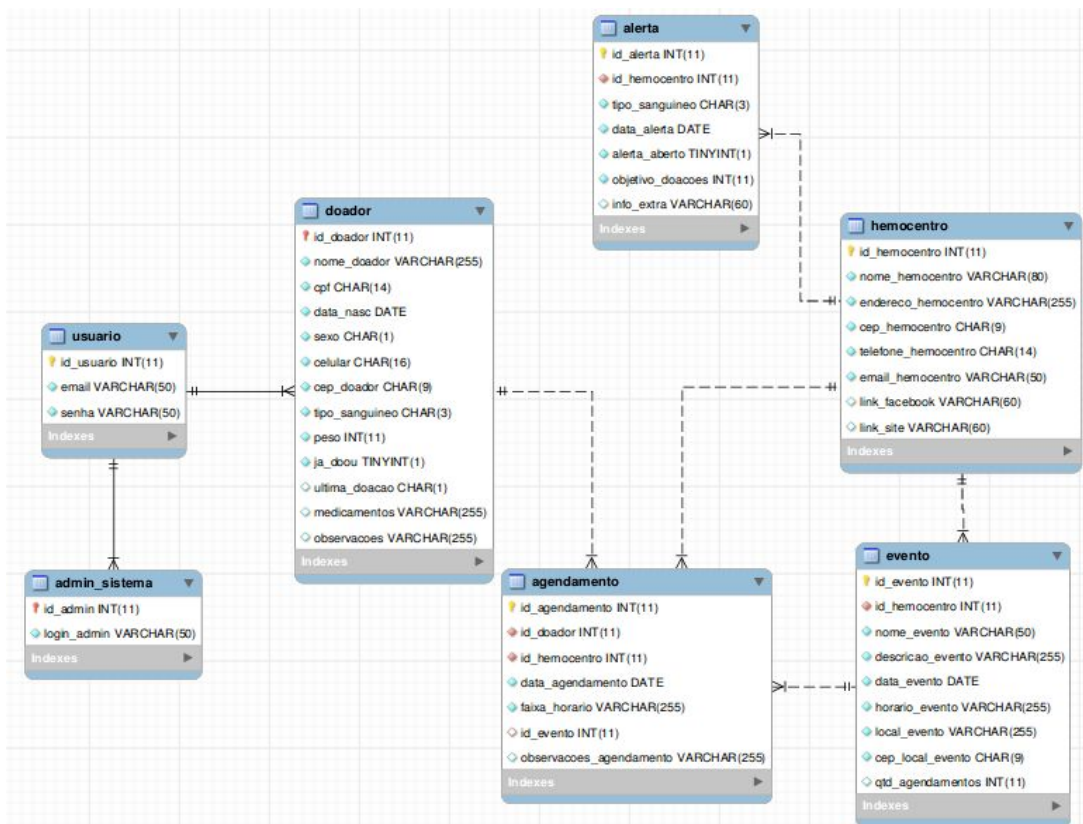 alerta
id_alerta INT(11)
id_hemocentro INT(11)
tipo_sanguineo CHAR(3)
data_alerta DATE
alerta_aberto TINYINT(1)
objetivo_doacoes INT(11)
info_extra VARCHAR(60)
Indexes
doador
id_doador INT(11)
nome_doador VARCHAR(255)
cpf CHAR(14)
data_nasc DATE
sexo CHAR(1)
celular CHAR(16)
cep_doador CHAR(9)
tipo_sanguineo CHAR(3)
peso INT(11)
ja_doou TINYINT(1)
ultima_doacao CHAR(1)
medicamentos VARCHAR(255)
observacoes VARCHAR(255)
Indexes
hemocentro
id_hemocentro INT(11)
nome_hemocentro VARCHAR(80)
endereco_hemocentro VARCHAR(255)
cep_hemocentro CHAR(9)
telefone_hemocentro CHAR(14)
email_hemocentro VARCHAR(50)
link_facebook VARCHAR(60)
link_site VARCHAR(60)
Indexes
usuario
id_usuario INT(11)
email VARCHAR(50)
senha VARCHAR(50)
Indexes
admin_sistema
id_admin INT(11)
login_admin VARCHAR(50)
Indexes
agendamento
id_agendamento INT(11)
id_doador INT(11)
id_hemocentro INT(11)
data_agendamento DATE
faixa_horario VARCHAR(255)
id_evento INT(11)
observacoes_agendamento VARCHAR(255)
Indexes
evento
id_evento INT(11)
id_hemocentro INT(11)
nome_evento VARCHAR(50)
descricao_evento VARCHAR(255)
data_evento DATE
horario_evento VARCHAR(255)
local_evento VARCHAR(255)
cep_local_evento CHAR(9)
qtd_agendamentos INT(11)
Indexes